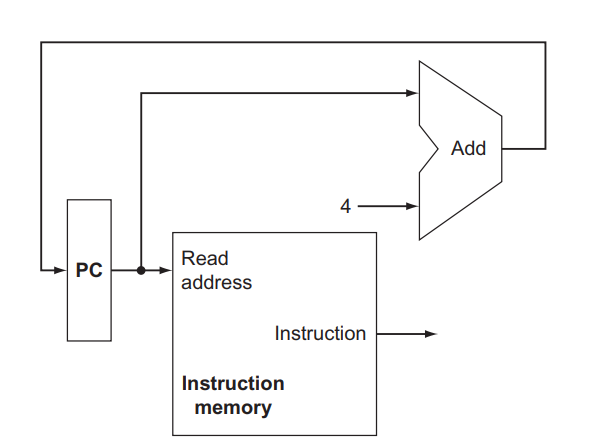 Add
4
PC
Read
address
Instruction
Instruction
memory